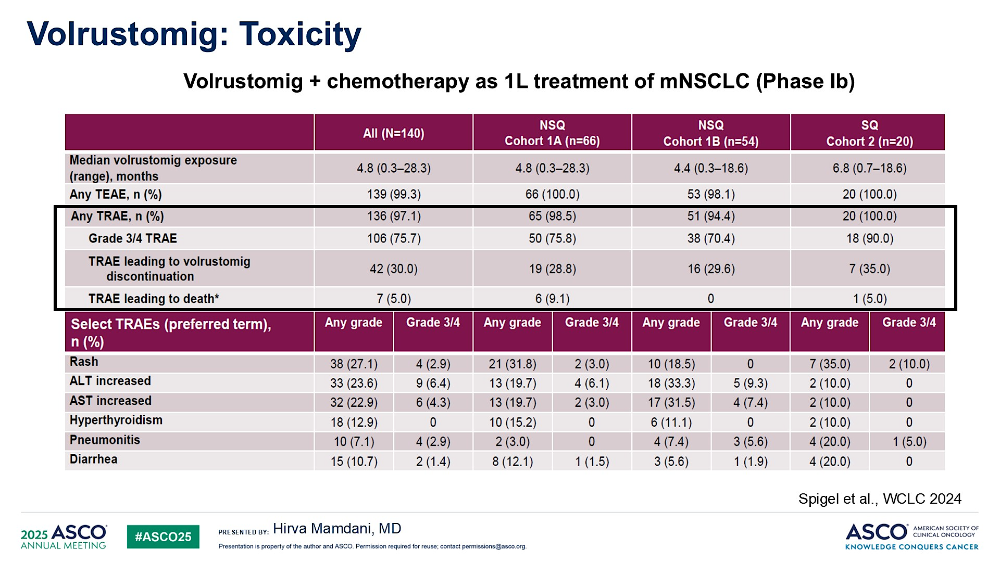 Volrustomig: Toxicity
Volrustomig + chemotherapy as 1L treatment of mNSCLC (Phase Ib)
All (N=140) NSQ Cohort 1A (n=66) NSQ Cohort 1B (n=54) SQ Cohort 2 (n=20)
Median volrustomig exposure (range), months 4.8 (0.3–28.3) 4.8 (0.3–28.3) 4.4 (0.3–18.6) 6.8 (0.7–18.6)
Any TEAE, n (%) 139 (99.3) 66 (100.0) 53 (98.1) 20 (100.0)
Any TRAE, n (%) 136 (97.1) 65 (98.5) 51 (94.4) 20 (100.0)
Grade 3/4 TRAE 106 (75.7) 50 (75.8) 38 (70.4) 18 (90.0)
TRAE leading to volrustomig discontinuation 42 (30.0) 19 (28.8) 16 (29.6) 7 (35.0)
TRAE leading to death* 7 (5.0) 6 (9.1) 0 1 (5.0)
Select TRAEs (preferred term), n (%) Any grade Grade 3/4 Any grade Grade 3/4 Any grade Grade 3/4 Any grade Grade 3/4
Rash 38 (27.1) 4 (2.9) 21 (31.8) 2 (3.0) 10 (18.5) 0 7 (35.0) 2 (10.0)
ALT increased 33 (23.6) 9 (6.4) 13 (19.7) 4 (6.1) 18 (33.3) 5 (9.3) 2 (10.0) 0
AST increased 32 (22.9) 6 (4.3) 13 (19.7) 2 (3.0) 17 (31.5) 4 (7.4) 2 (10.0) 0
Hyperthyroidism 18 (12.9) 0 10 (15.2) 0 6 (11.1) 0 2 (10.0) 0
Pneumonitis 10 (7.1) 4 (2.9) 2 (3.0) 0 4 (7.4) 3 (5.6) 4 (20.0) 1 (5.0)
Diarrhea 15 (10.7) 2 (1.4) 8 (12.1) 1 (1.5) 3 (5.6) 1 (1.9) 4 (20.0) 0
Spigel et al., WCLC 2024
2025 ASCO®
ANNUAL MEETING
#ASCO25
PRESENTED BY: Hirva Mamdani, MD
Presentation is property of the author and ASCO. Permission required for reuse; contact permissions@asco.org.
ASCO® AMERICAN SOCIETY OF
CLINICAL ONCOLOGY
KNOWLEDGE CONQUERS CANCER